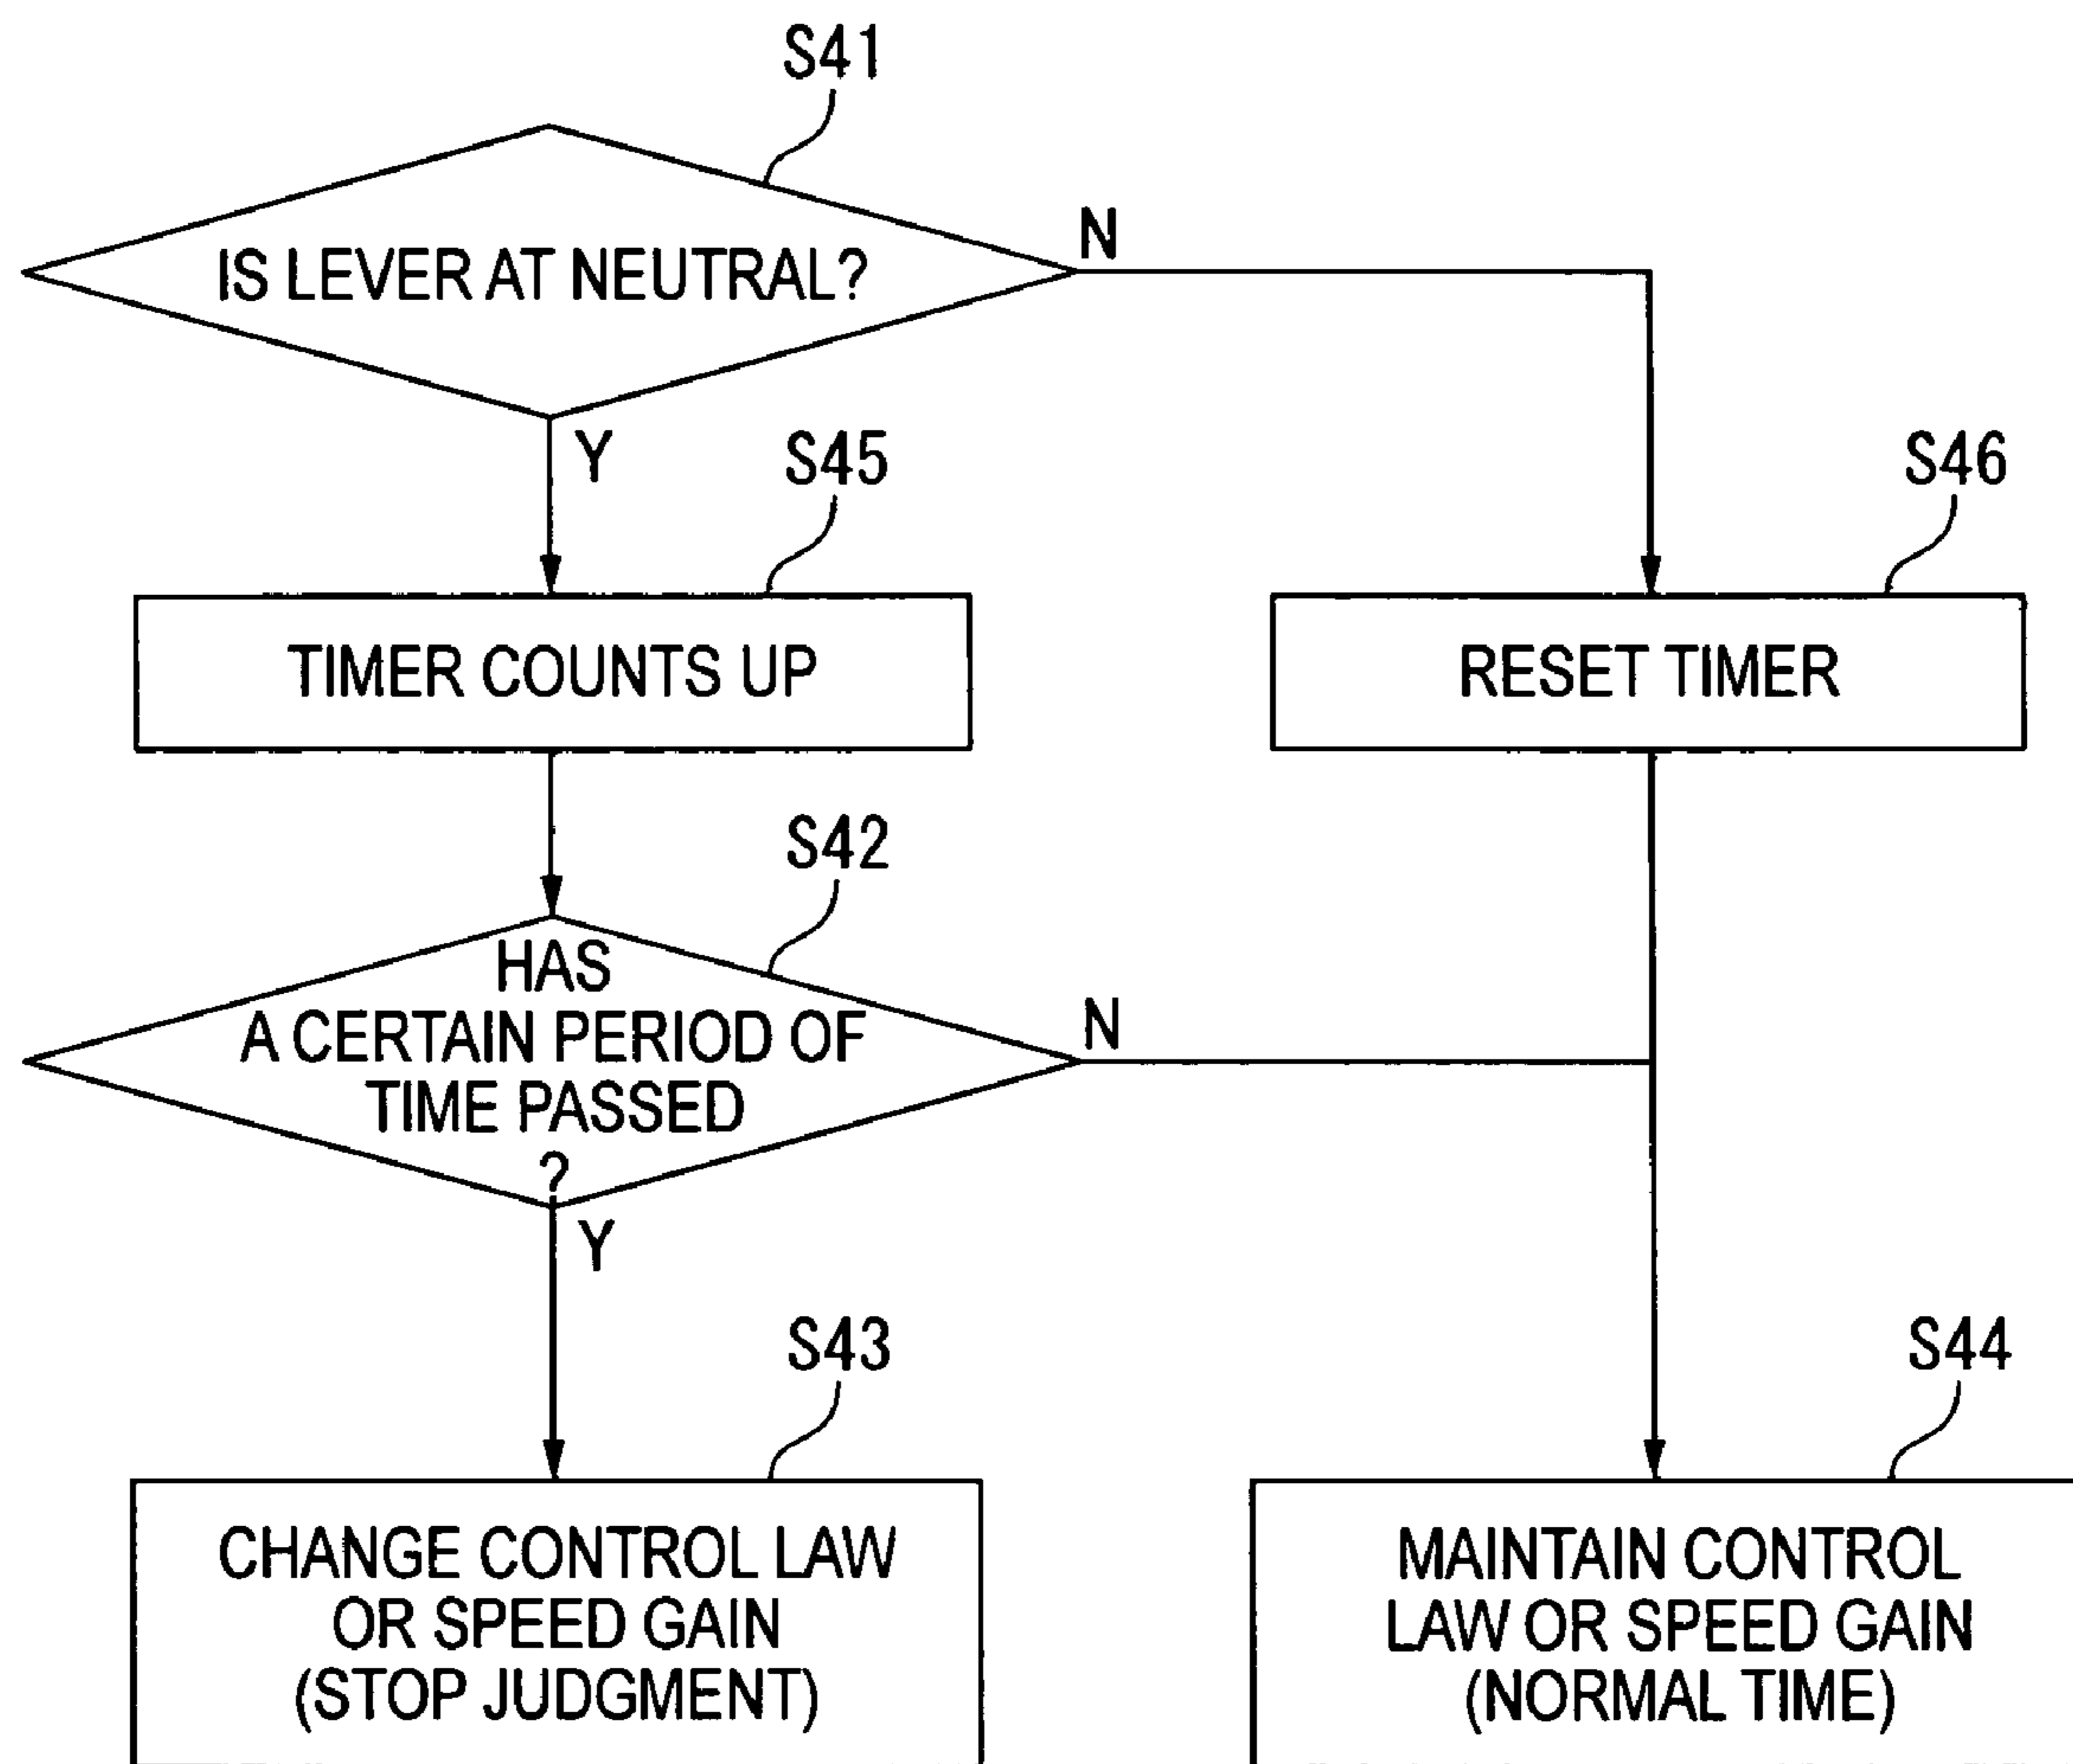 S41
IS LEVER AT NEUTRAL?
N
Y
S45
S46
TIMER COUNTS UP
RESET TIMER
S42
HAS
A CERTAIN PERIOD OF
TIME PASSED
?
N
Y
S43
S44
CHANGE CONTROL LAW
OR SPEED GAIN
(STOP JUDGMENT)
MAINTAIN CONTROL
LAW OR SPEED GAIN
(NORMAL TIME)